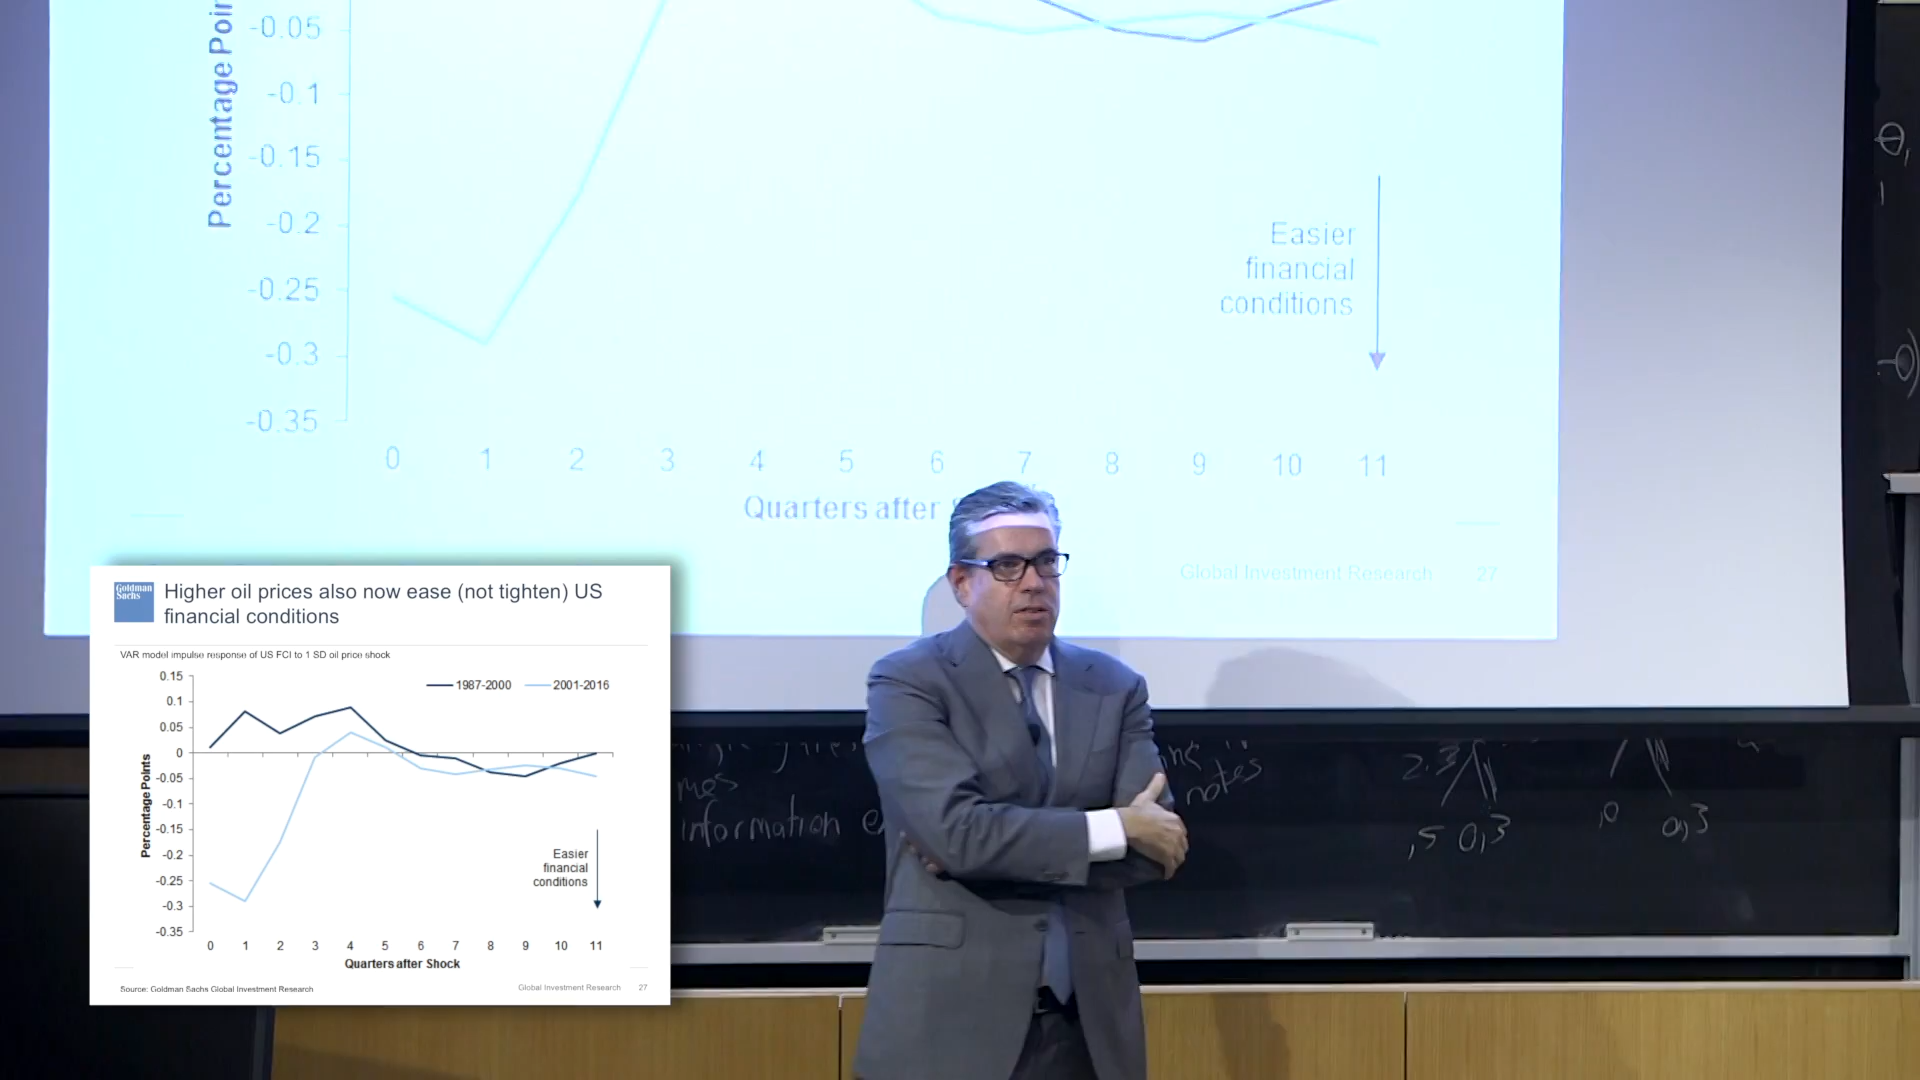 Percentage Poin
-0.05
-0.1
-0.15
-0.2
-0.25
-0.3
-0.35
Easier
financial
conditions
0 1 2 3 4 5 6 7 8 9 10 11
Quarters after
Global Investment Research 27
Goldman
Sachs
Higher oil prices also now ease (not tighten) US
financial conditions
VAR model impulse response of US FCI to 1 SD oil price shock
1987-2000 2001-2016
Percentage Points
0.15
0.1
0.05
0
-0.05
-0.1
-0.15
-0.2
-0.25
-0.3
-0.35
Easier
financial
conditions
0 1 2 3 4 5 6 7 8 9 10 11
Quarters after Shock
Source: Goldman Sachs Global Investment Research
Global Investment Research 27
information
notes
2.3
,5 0,3
,0 0,3